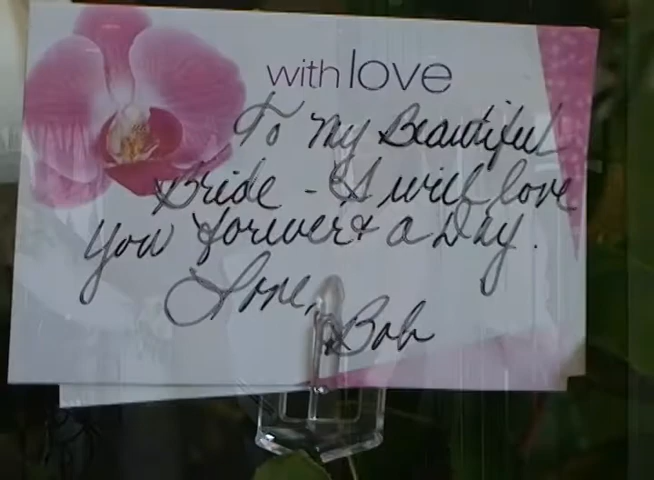 with love
To My Beautiful
Bride - I will love
you forever & a Day.
Love,
Bob